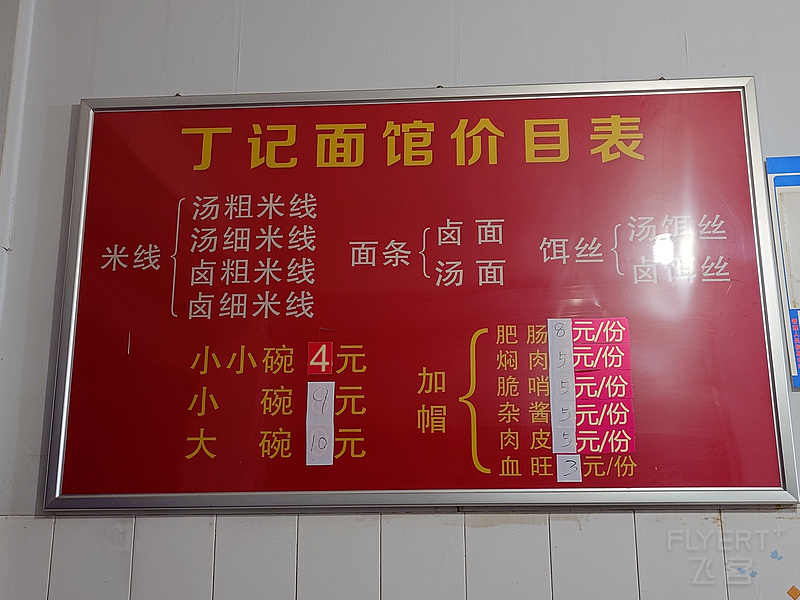 丁记面馆价目表
米线
汤粗米线
汤细米线
卤粗米线
卤细米线
面条
卤面
汤面
饵丝
汤饵丝
卤饵丝
小小碗 4元
小碗 9元
大碗 10元
加帽
肥肠 8元/份
焖肉 5元/份
脆哨 5元/份
杂酱 5元/份
肉皮 5元/份
血旺 3元/份
FLYERT+
飞客